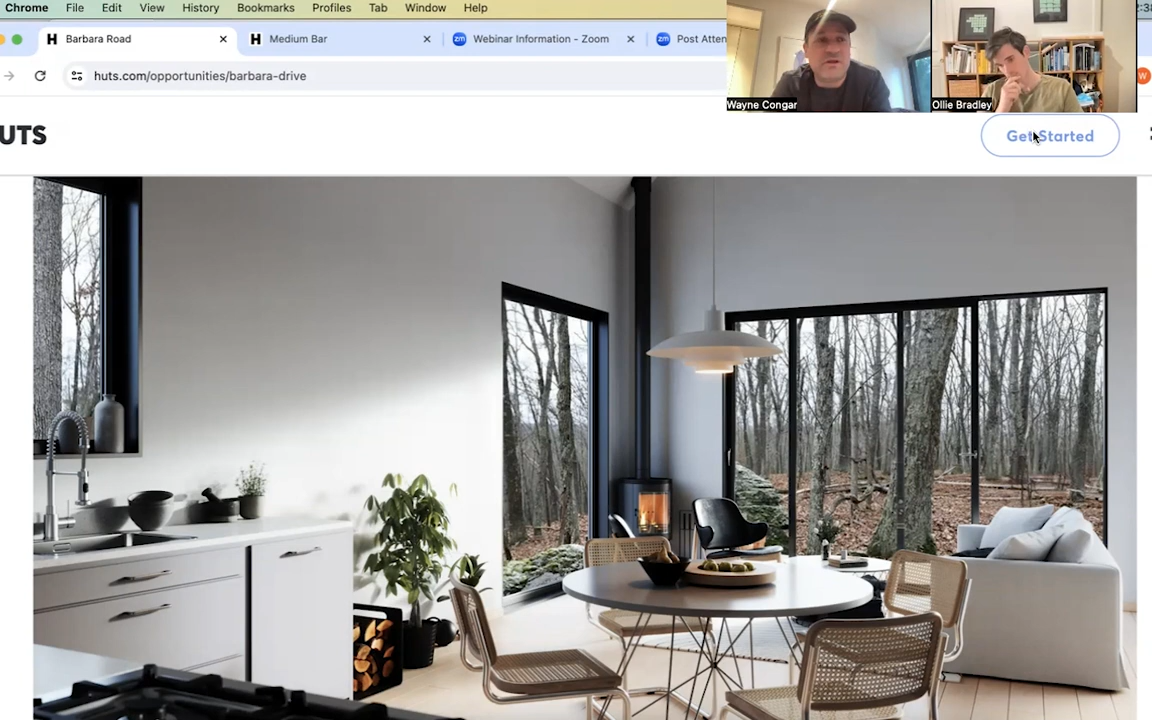 Chrome File Edit View History Bookmarks Profiles Tab Window Help
Barbara Road
Medium Bar
Webinar Information - Zoom
Post Atten
huts.com/opportunities/barbara-drive
Wayne Congar
Ollie Bradley
UTS
Get Started